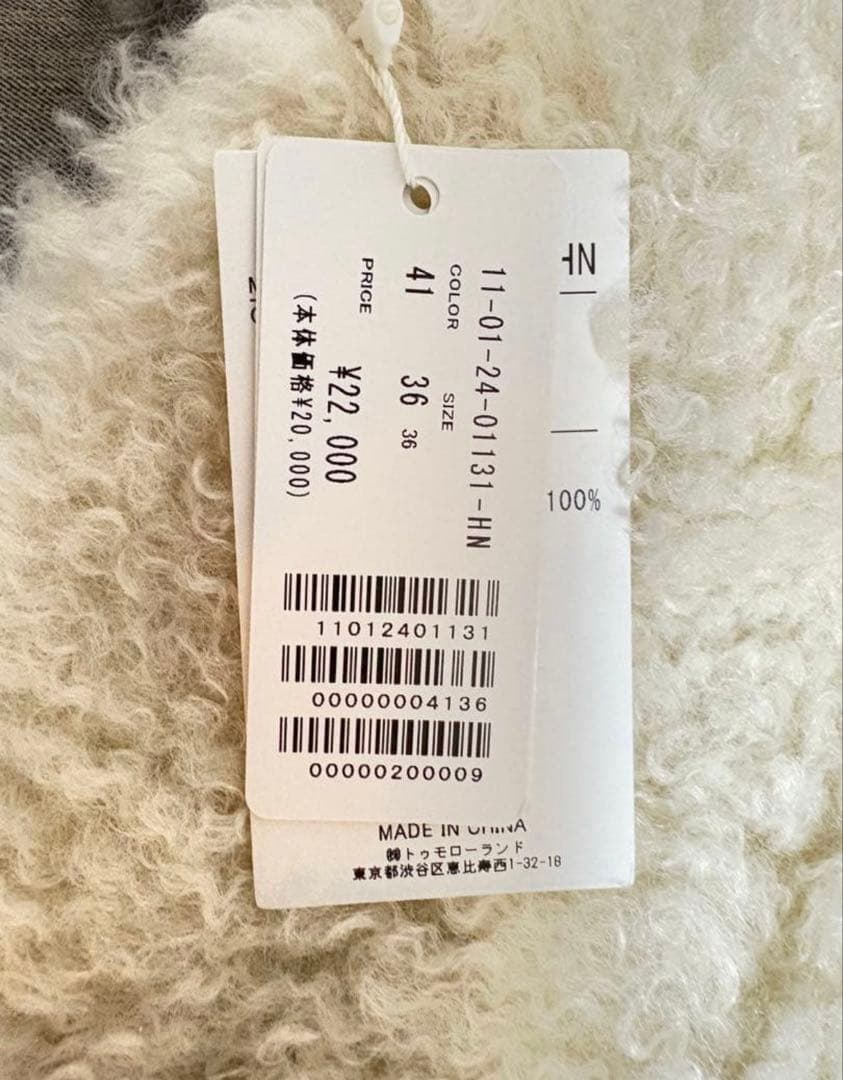 11-01-24-01131-HN
COLOR SIZE
41 36 36
PRICE
¥22,000
(本体価格¥20,000)
11012401131
00000004136
00000200009
100%
MADE IN CHINA
㈱トゥモローランド
東京都渋谷区恵比寿西1-32-18